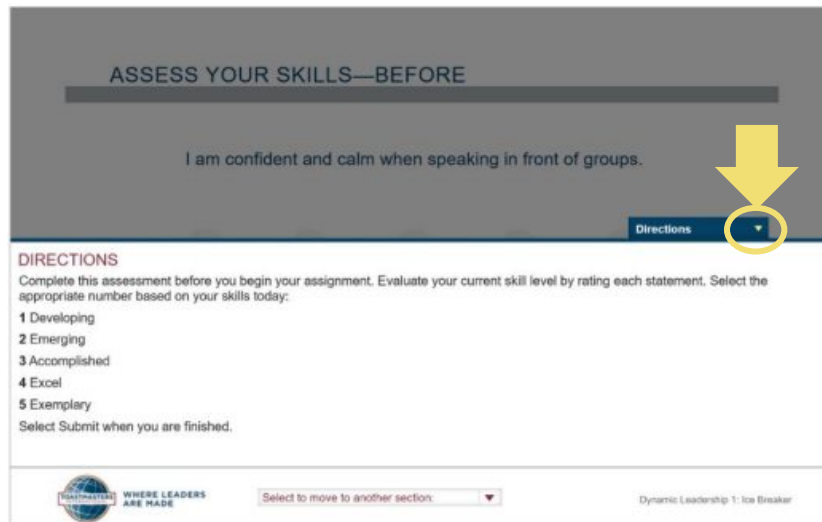 ASSESS YOUR SKILLS—BEFORE
I am confident and calm when speaking in front of groups.
Directions
DIRECTIONS
Complete this assessment before you begin your assignment. Evaluate your current skill level by rating each statement. Select the
appropriate number based on your skills today:
1 Developing
2 Emerging
3 Accomplished
4 Excel
5 Exemplary
Select Submit when you are finished.
TOASTMASTERS
WHERE LEADERS
ARE MADE
Select to move to another section:
Dynamic Leadership 1: Ice Breaker